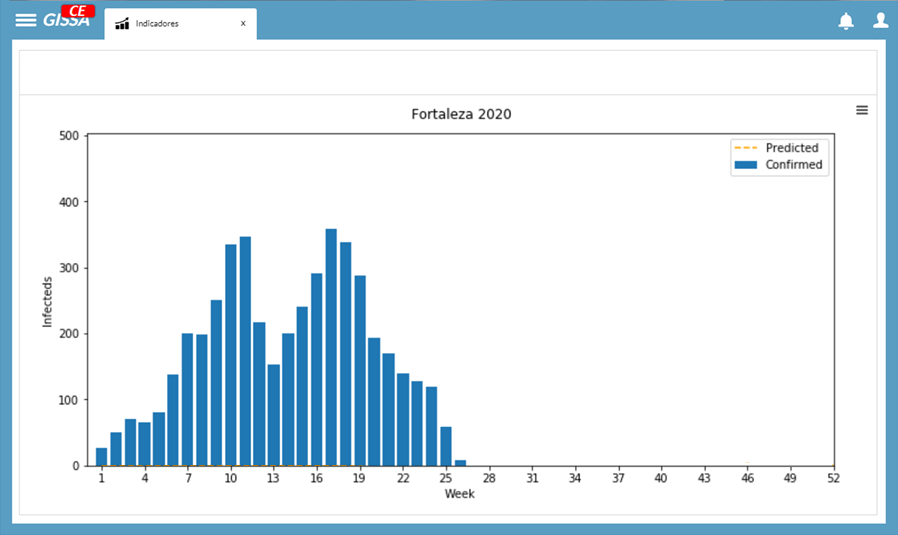 GISSA CE
Indicadores x
Fortaleza 2020
500
400
300
200
100
0
Infecteds
Predicted
Confirmed
1 4 7 10 13 16 19 22 25 28 31 34 37 40 43 46 49 52
Week